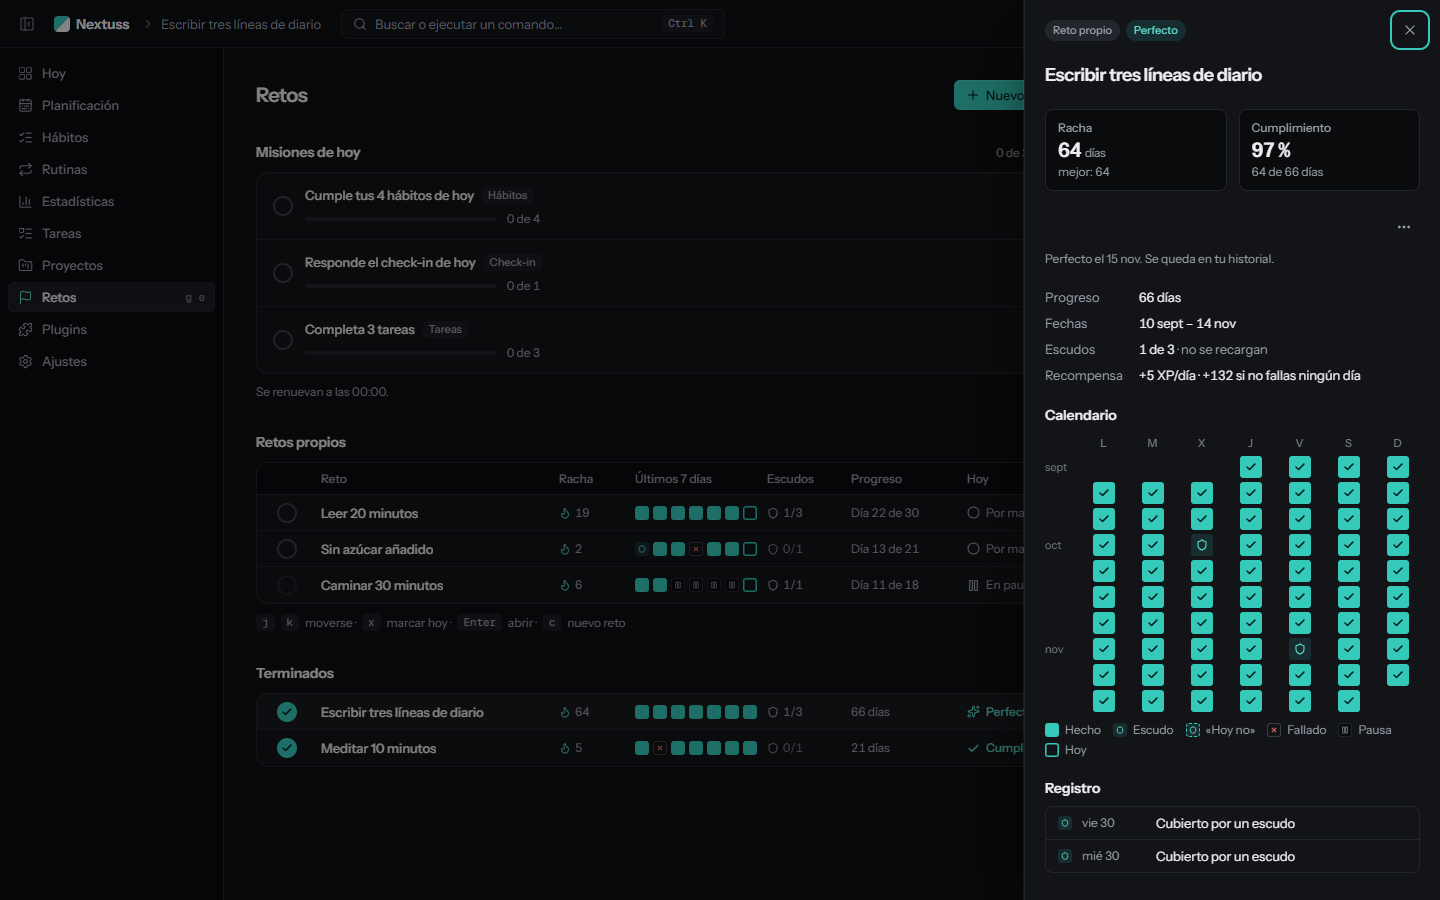 Nextuss
Escribir tres líneas de diario
Buscar o ejecutar un comando...
Ctrl K
Hoy
Planificación
Hábitos
Rutinas
Estadísticas
Tareas
Proyectos
Retos g e
Plugins
Ajustes
Retos
Nuevo
Misiones de hoy
0 de
Cumple tus 4 hábitos de hoy Hábitos
0 de 4
Responde el check-in de hoy Check-in
0 de 1
Completa 3 tareas Tareas
0 de 3
Se renuevan a las 00:00.
Retos propios
Reto Racha Últimos 7 días Escudos Progreso Hoy
Leer 20 minutos 19 1/3 Día 22 de 30 Por ma
Sin azúcar añadido 2 0/1 Día 13 de 21 Por ma
Caminar 30 minutos 6 1/1 Día 11 de 18 En pau
j k moverse · x marcar hoy · Enter abrir · c nuevo reto
Terminados
Escribir tres líneas de diario 64 1/3 66 días Perfect
Meditar 10 minutos 5 0/1 21 días Cumpl
Reto propio Perfecto
Escribir tres líneas de diario
Racha
64 días
mejor: 64
Cumplimiento
97 %
64 de 66 días
Perfecto el 15 nov. Se queda en tu historial.
Progreso 66 días
Fechas 10 sept – 14 nov
Escudos 1 de 3 · no se recargan
Recompensa +5 XP/día · +132 si no fallas ningún día
Calendario
L M X J V S D
sept
oct
nov
Hecho Escudo «Hoy no» Fallado Pausa
Hoy
Registro
vie 30 Cubierto por un escudo
mié 30 Cubierto por un escudo